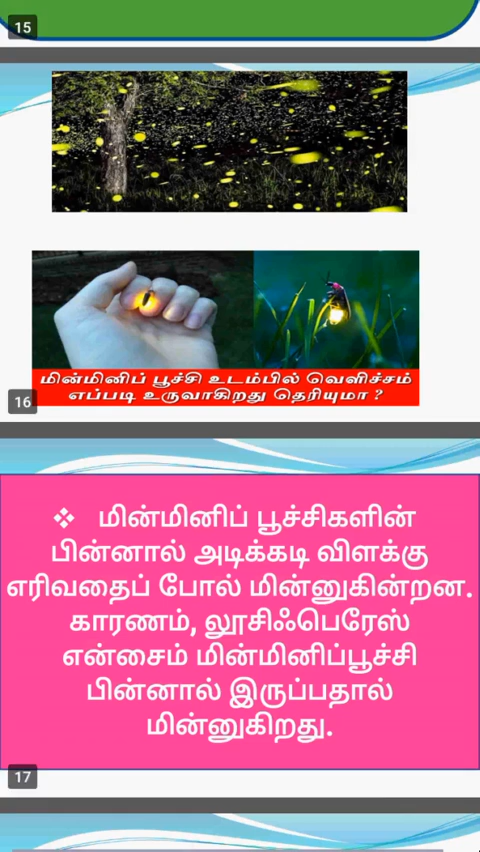 15
மின்மினிப் பூச்சி உடம்பில் வெளிச்சம்
எப்படி உருவாகிறது தெரியுமா ?
16
❖ மின்மினிப் பூச்சிகளின்
பின்னால் அடிக்கடி விளக்கு
எரிவதைப் போல் மின்னுகின்றன.
காரணம், லூசிஃபெரேஸ்
என்சைம் மின்மினிப்பூச்சி
பின்னால் இருப்பதால்
மின்னுகிறது.
17